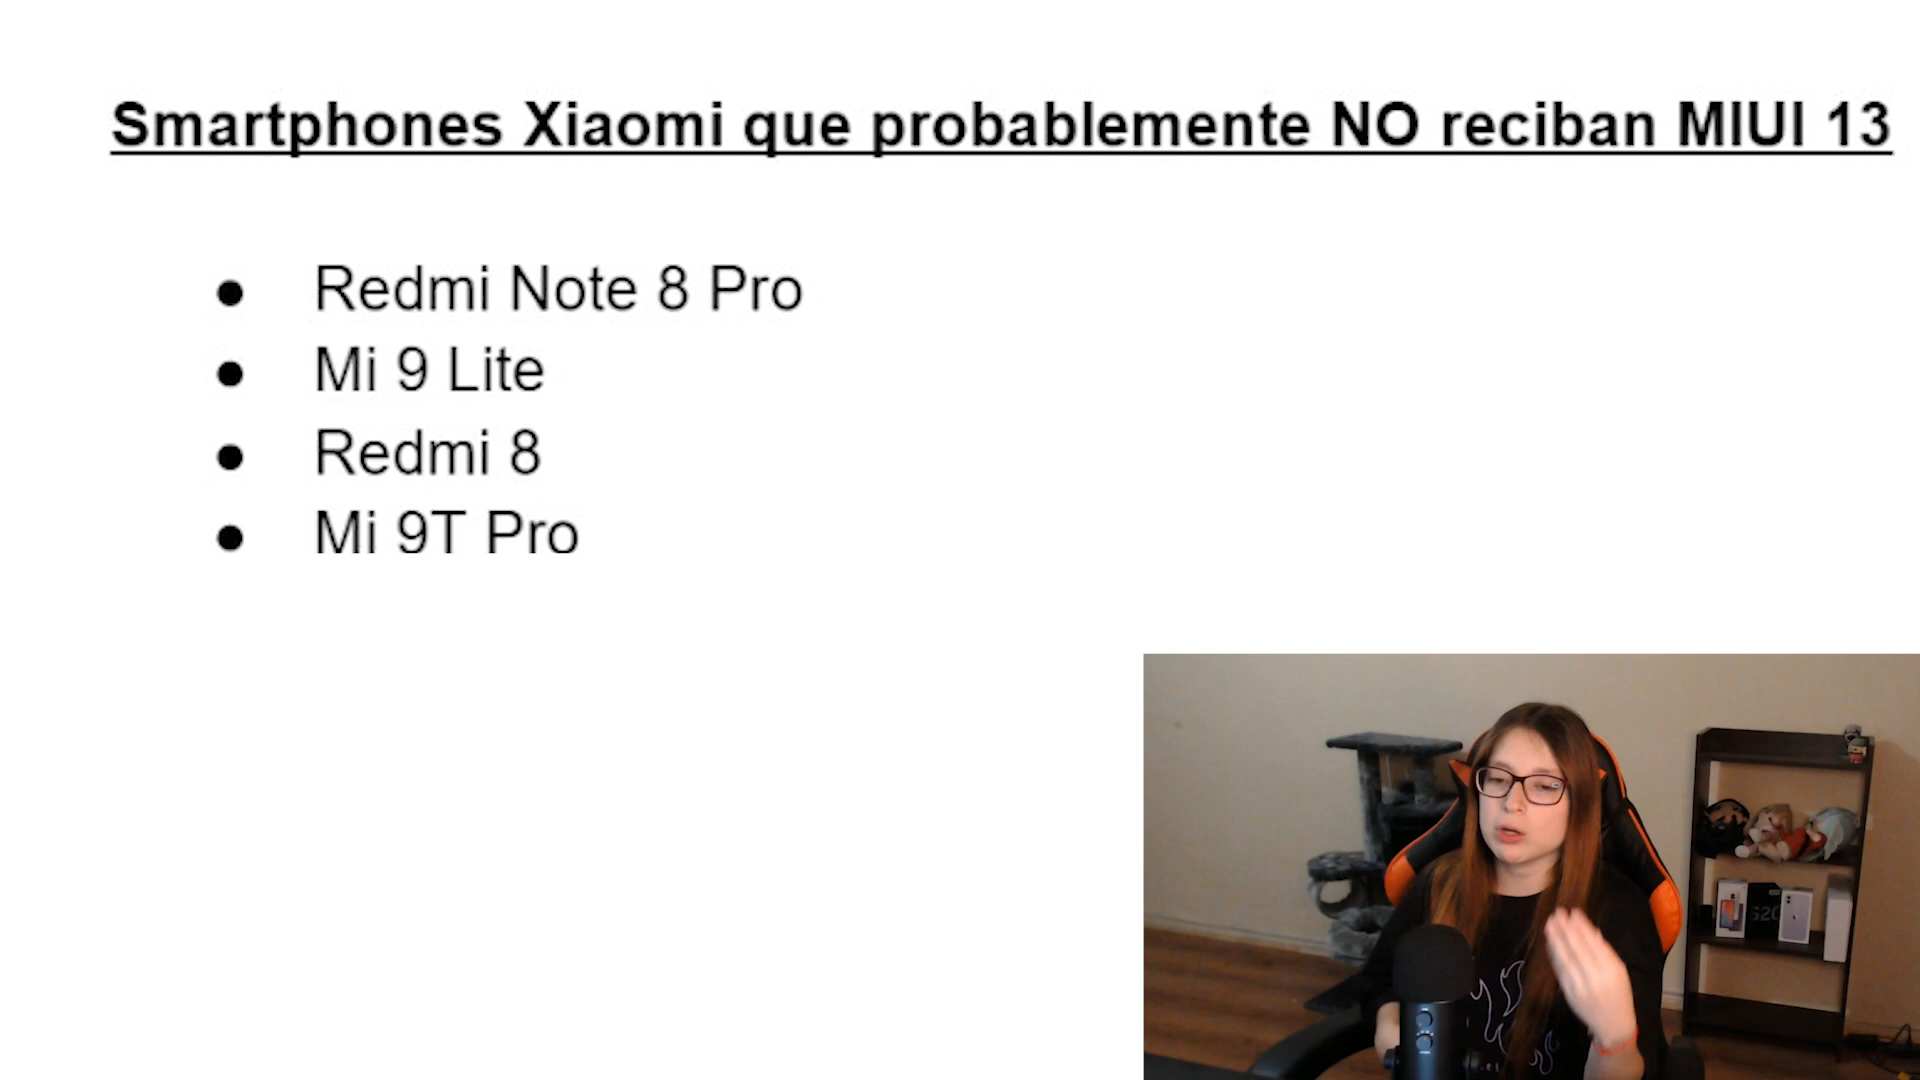 Smartphones Xiaomi que probablemente NO reciban MIUI 13
● Redmi Note 8 Pro
● Mi 9 Lite
● Redmi 8
● Mi 9T Pro
S20